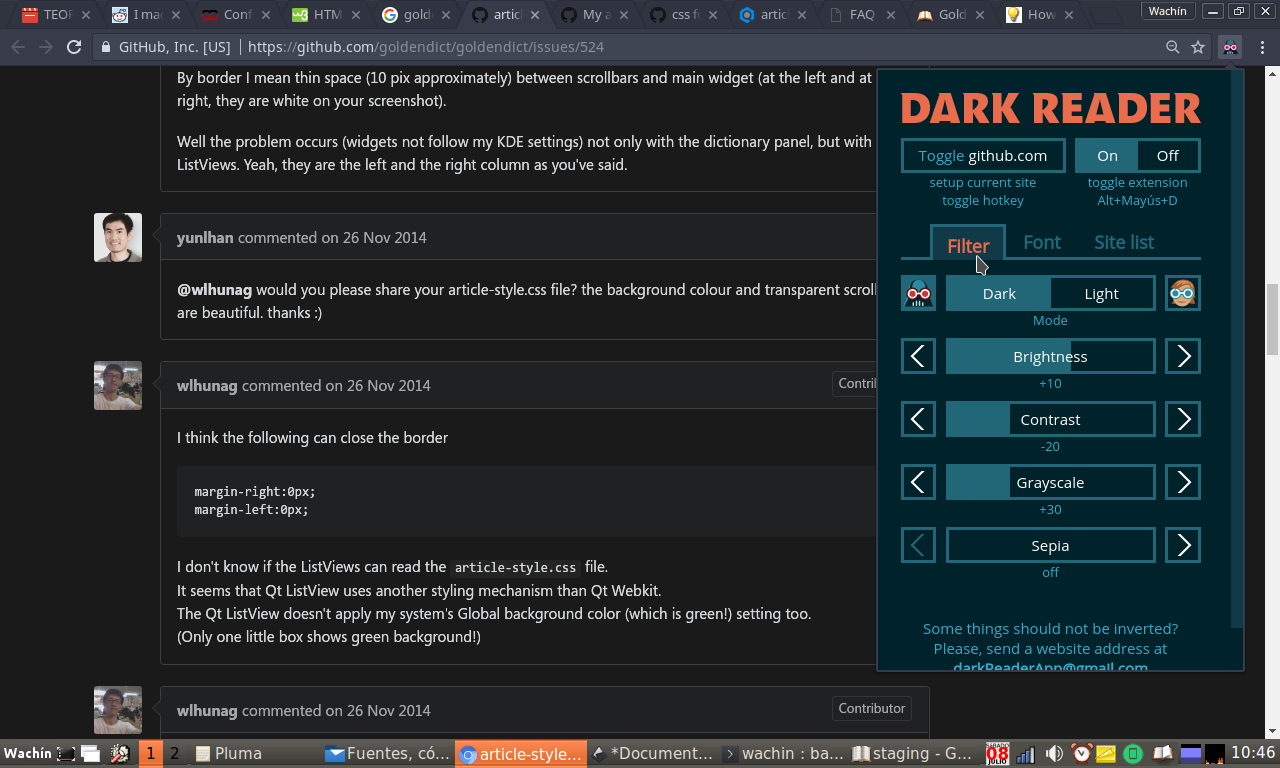 TEOR
I ma
Conf
HTM
gold
artic
My a
css f
artic
FAQ
Gold
How
Wachín
GitHub, Inc. [US]
https://github.com/goldendict/goldendict/issues/524
By border I mean thin space (10 pix approximately) between scrollbars and main widget (at the left and at
right, they are white on your screenshot).
Well the problem occurs (widgets not follow my KDE settings) not only with the dictionary panel, but with
ListViews. Yeah, they are the left and the right column as you've said.
yunlhan commented on 26 Nov 2014
@wlhunag would you please share your article-style.css file? the background colour and transparent scroll
are beautiful. thanks :)
wlhunag commented on 26 Nov 2014
Contri
I think the following can close the border
margin-right:0px;
margin-left:0px;
I don't know if the ListViews can read the article-style.css file.
It seems that Qt ListView uses another styling mechanism than Qt Webkit.
The Qt ListView doesn't apply my system's Global background color (which is green!) setting too.
(Only one little box shows green background!)
wlhunag commented on 26 Nov 2014
Contributor
DARK READER
Toggle github.com
On
Off
setup current site
toggle hotkey
toggle extension
Alt+Mayús+D
Filter
Font
Site list
Dark
Light
Mode
Brightness
+10
Contrast
-20
Grayscale
+30
Sepia
off
Some things should not be inverted?
Please, send a website address at
darkReaderApp@gmail.com
Wachín
1
2
Pluma
Fuentes, có...
article-style...
*Document...
wachin : ba...
staging - G...
SÁBADO
08
JULIO
10:46